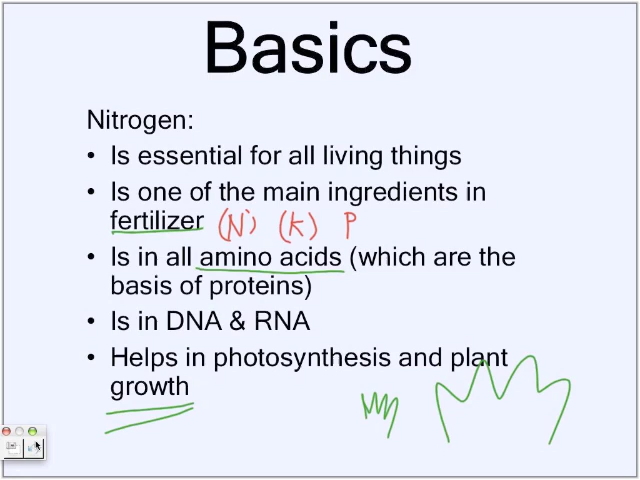 Basics
Nitrogen:
• Is essential for all living things
• Is one of the main ingredients in
fertilizer (N) (K) P
• Is in all amino acids (which are the
basis of proteins)
• Is in DNA & RNA
• Helps in photosynthesis and plant
growth